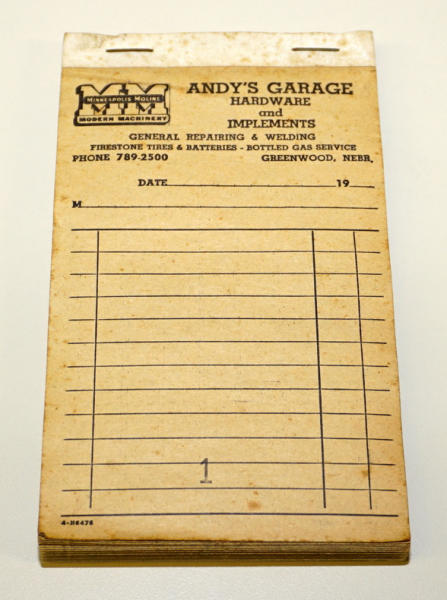 MM
MINNEAPOLIS MOLINE
MODERN MACHINERY
ANDY'S GARAGE
HARDWARE
and
IMPLEMENTS
GENERAL REPAIRING & WELDING
FIRESTONE TIRES & BATTERIES - BOTTLED GAS SERVICE
PHONE 789-2500 GREENWOOD, NEBR.
DATE 19
M
1
4-H6476